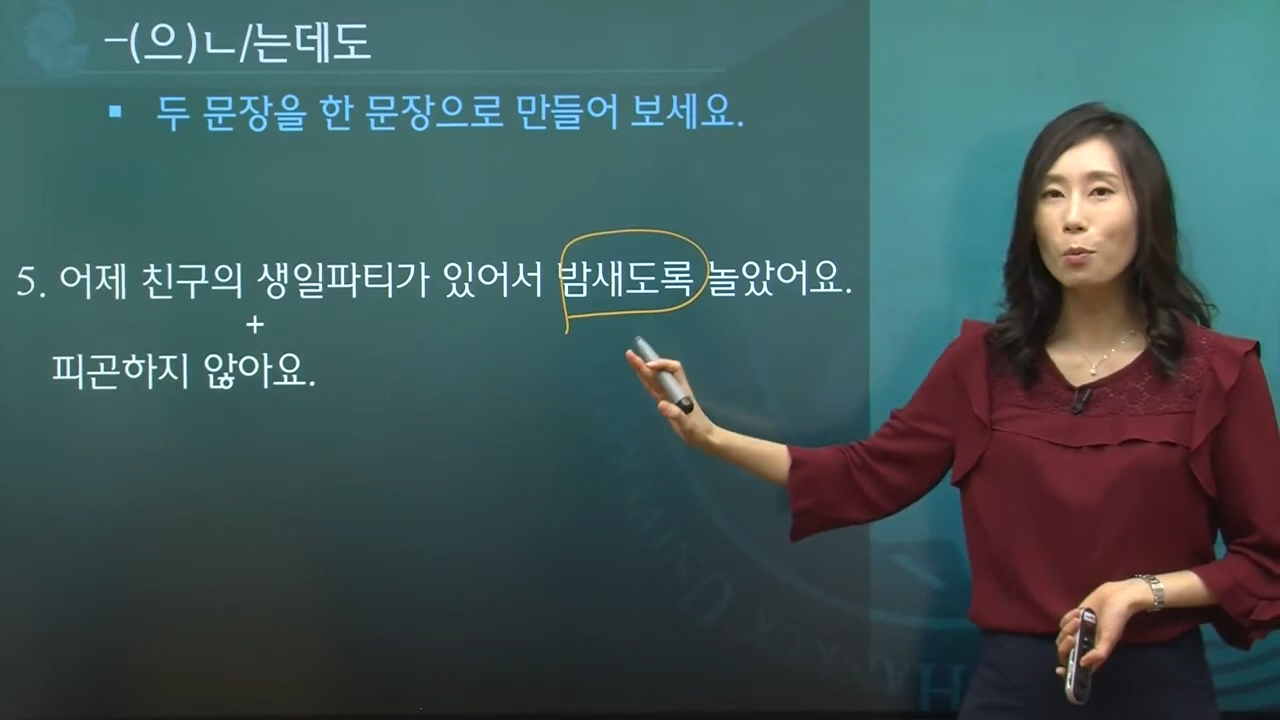 -(으)ㄴ/는데도
▪ 두 문장을 한 문장으로 만들어 보세요.
5. 어제 친구의 생일파티가 있어서 밤새도록 놀았어요.
+
피곤하지 않아요.